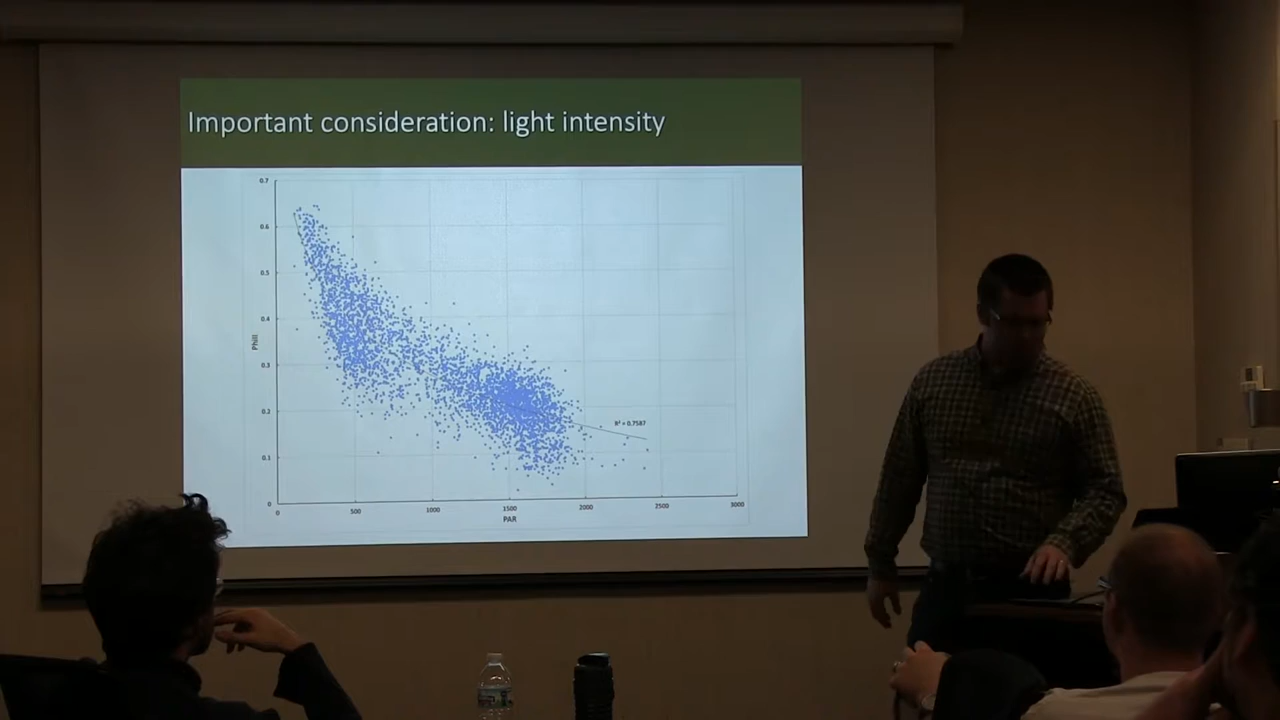 Important consideration: light intensity
0.7
0.6
0.5
0.4
0.3
0.2
0.1
0
PhiII
R² = 0.7587
0 500 1000 1500 2000 2500 3000
PAR